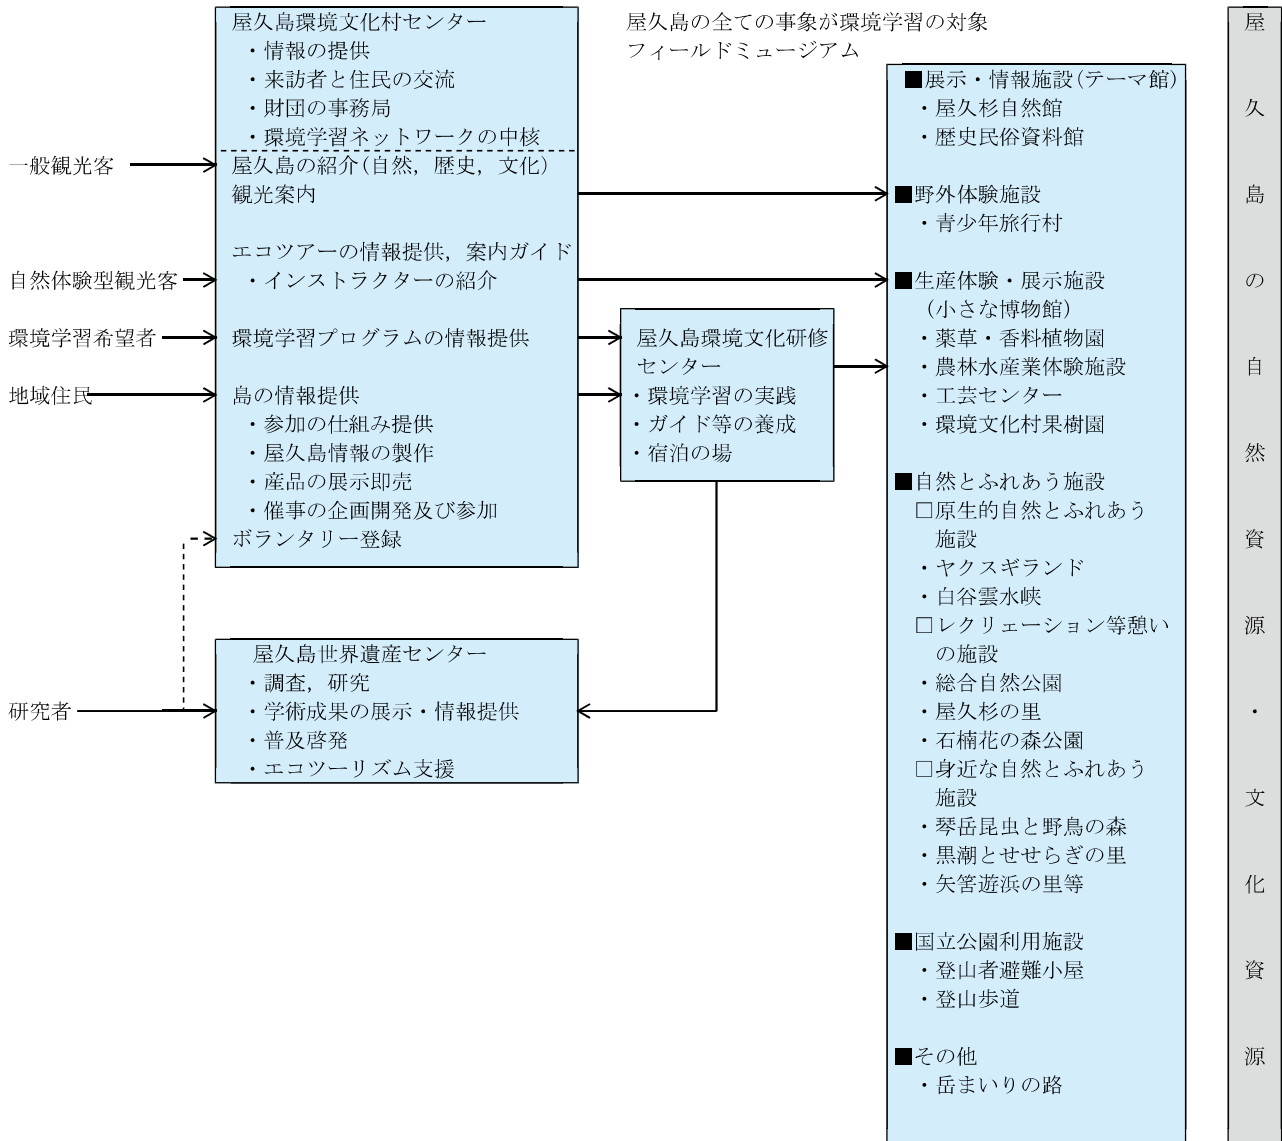 屋久島環境文化村センター
・情報の提供
・来訪者と住民の交流
・財団の事務局
・環境学習ネットワークの中核
屋久島の紹介(自然，歴史，文化)
観光案内
エコツアーの情報提供，案内ガイド
・インストラクターの紹介
環境学習プログラムの情報提供
島の情報提供
・参加の仕組み提供
・屋久島情報の製作
・産品の展示即売
・催事の企画開発及び参加
ボランタリー登録
一般観光客
自然体験型観光客
環境学習希望者
地域住民
研究者
屋久島世界遺産センター
・調査，研究
・学術成果の展示・情報提供
・普及啓発
・エコツーリズム支援
屋久島環境文化研修
センター
・環境学習の実践
・ガイド等の養成
・宿泊の場
屋久島の全ての事象が環境学習の対象
フィールドミュージアム
■展示・情報施設(テーマ館)
・屋久杉自然館
・歴史民俗資料館
■野外体験施設
・青少年旅行村
■生産体験・展示施設
(小さな博物館)
・薬草・香料植物園
・農林水産業体験施設
・工芸センター
・環境文化村果樹園
■自然とふれあう施設
□原生的自然とふれあう
施設
・ヤクスギランド
・白谷雲水峡
□レクリェーション等憩い
の施設
・総合自然公園
・屋久杉の里
・石楠花の森公園
□身近な自然とふれあう
施設
・琴岳昆虫と野鳥の森
・黒潮とせせらぎの里
・矢筈遊浜の里等
■国立公園利用施設
・登山者避難小屋
・登山歩道
■その他
・岳まいりの路
屋久島の自然資源・文化資源